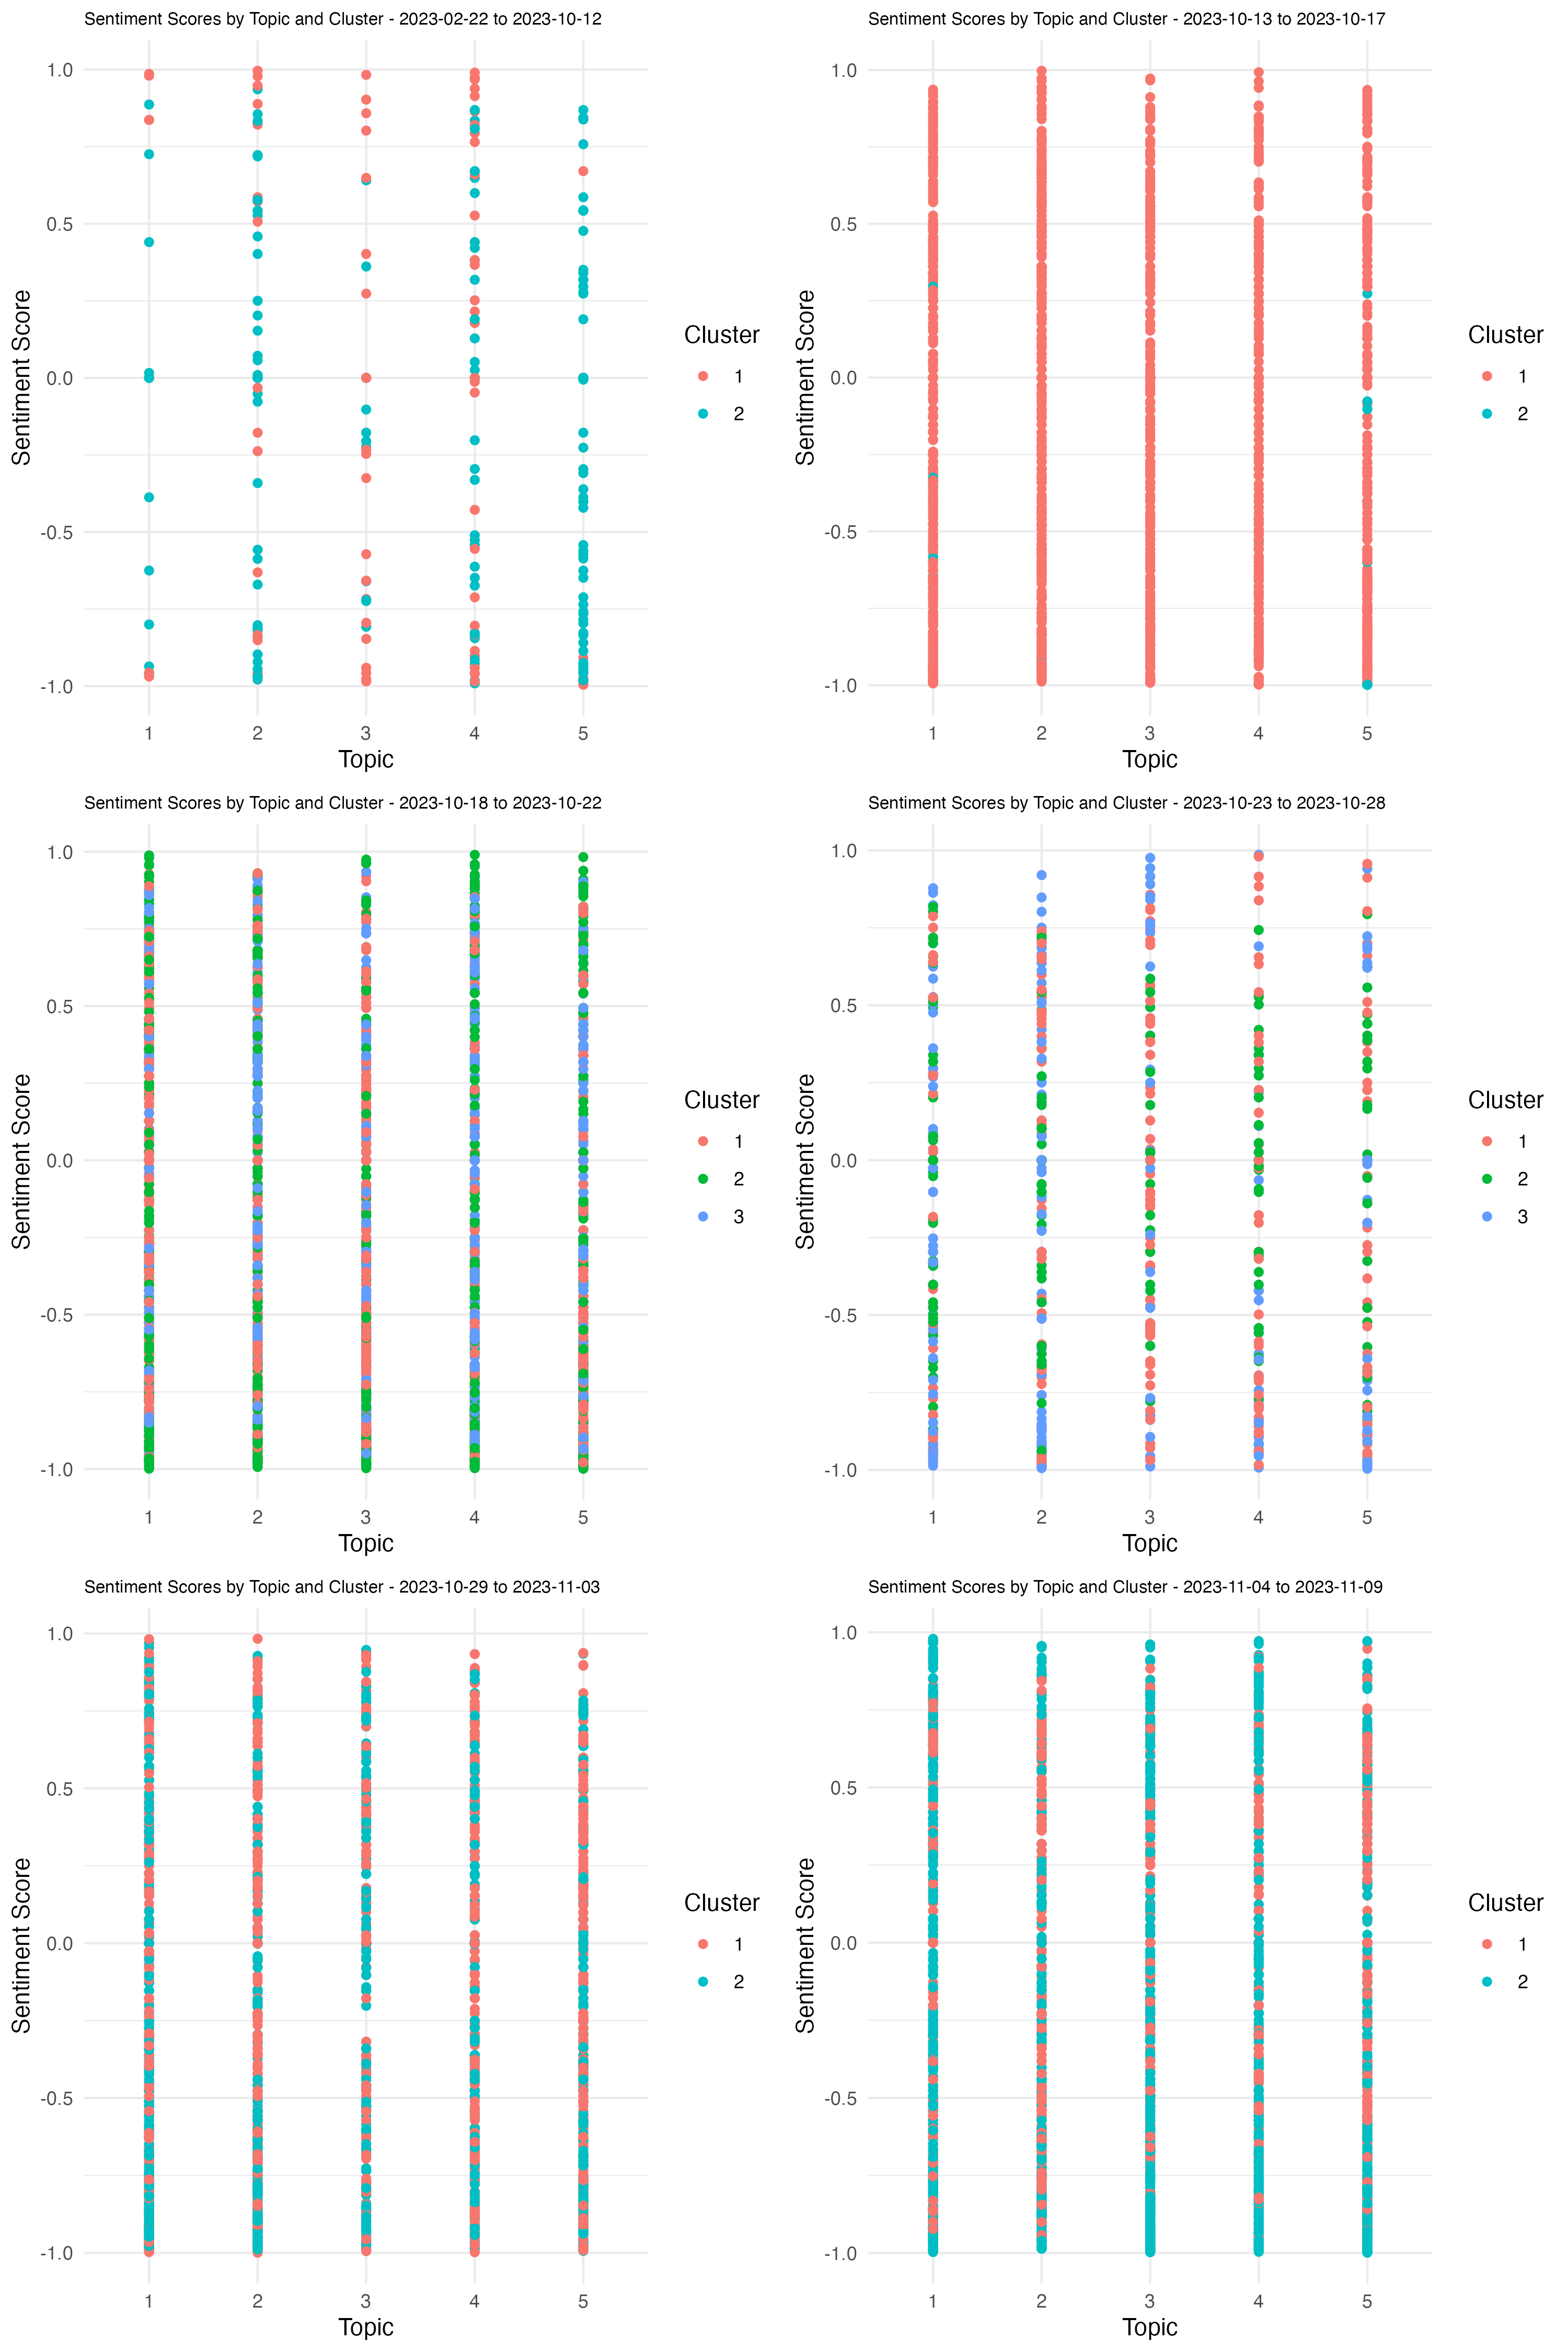 Sentiment Scores by Topic and Cluster - 2023-02-22 to 2023-10-12
Sentiment Score
1.0
0.5
0.0
-0.5
-1.0
1 2 3 4 5
Topic
Cluster
1
2
Sentiment Scores by Topic and Cluster - 2023-10-13 to 2023-10-17
Sentiment Score
1.0
0.5
0.0
-0.5
-1.0
1 2 3 4 5
Topic
Cluster
1
2
Sentiment Scores by Topic and Cluster - 2023-10-18 to 2023-10-22
Sentiment Score
1.0
0.5
0.0
-0.5
-1.0
1 2 3 4 5
Topic
Cluster
1
2
3
Sentiment Scores by Topic and Cluster - 2023-10-23 to 2023-10-28
Sentiment Score
1.0
0.5
0.0
-0.5
-1.0
1 2 3 4 5
Topic
Cluster
1
2
3
Sentiment Scores by Topic and Cluster - 2023-10-29 to 2023-11-03
Sentiment Score
1.0
0.5
0.0
-0.5
-1.0
1 2 3 4 5
Topic
Cluster
1
2
Sentiment Scores by Topic and Cluster - 2023-11-04 to 2023-11-09
Sentiment Score
1.0
0.5
0.0
-0.5
-1.0
1 2 3 4 5
Topic
Cluster
1
2